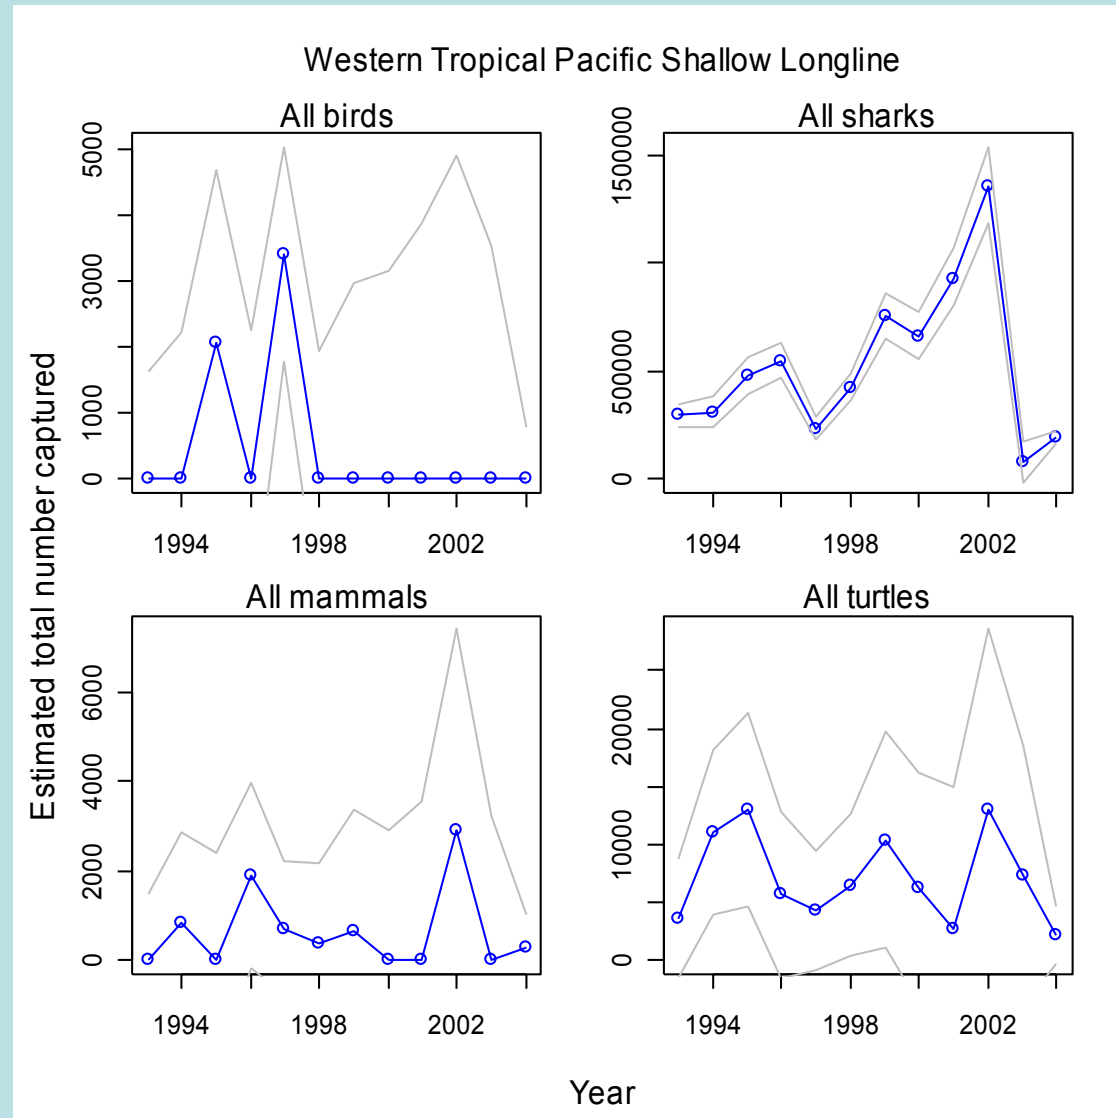 Western Tropical Pacific Shallow Longline
All birds
5000
3000
1000
0
1994 1998 2002
All sharks
1500000
500000
0
1994 1998 2002
All mammals
6000
4000
2000
0
1994 1998 2002
All turtles
20000
10000
0
1994 1998 2002
Estimated total number captured
Year